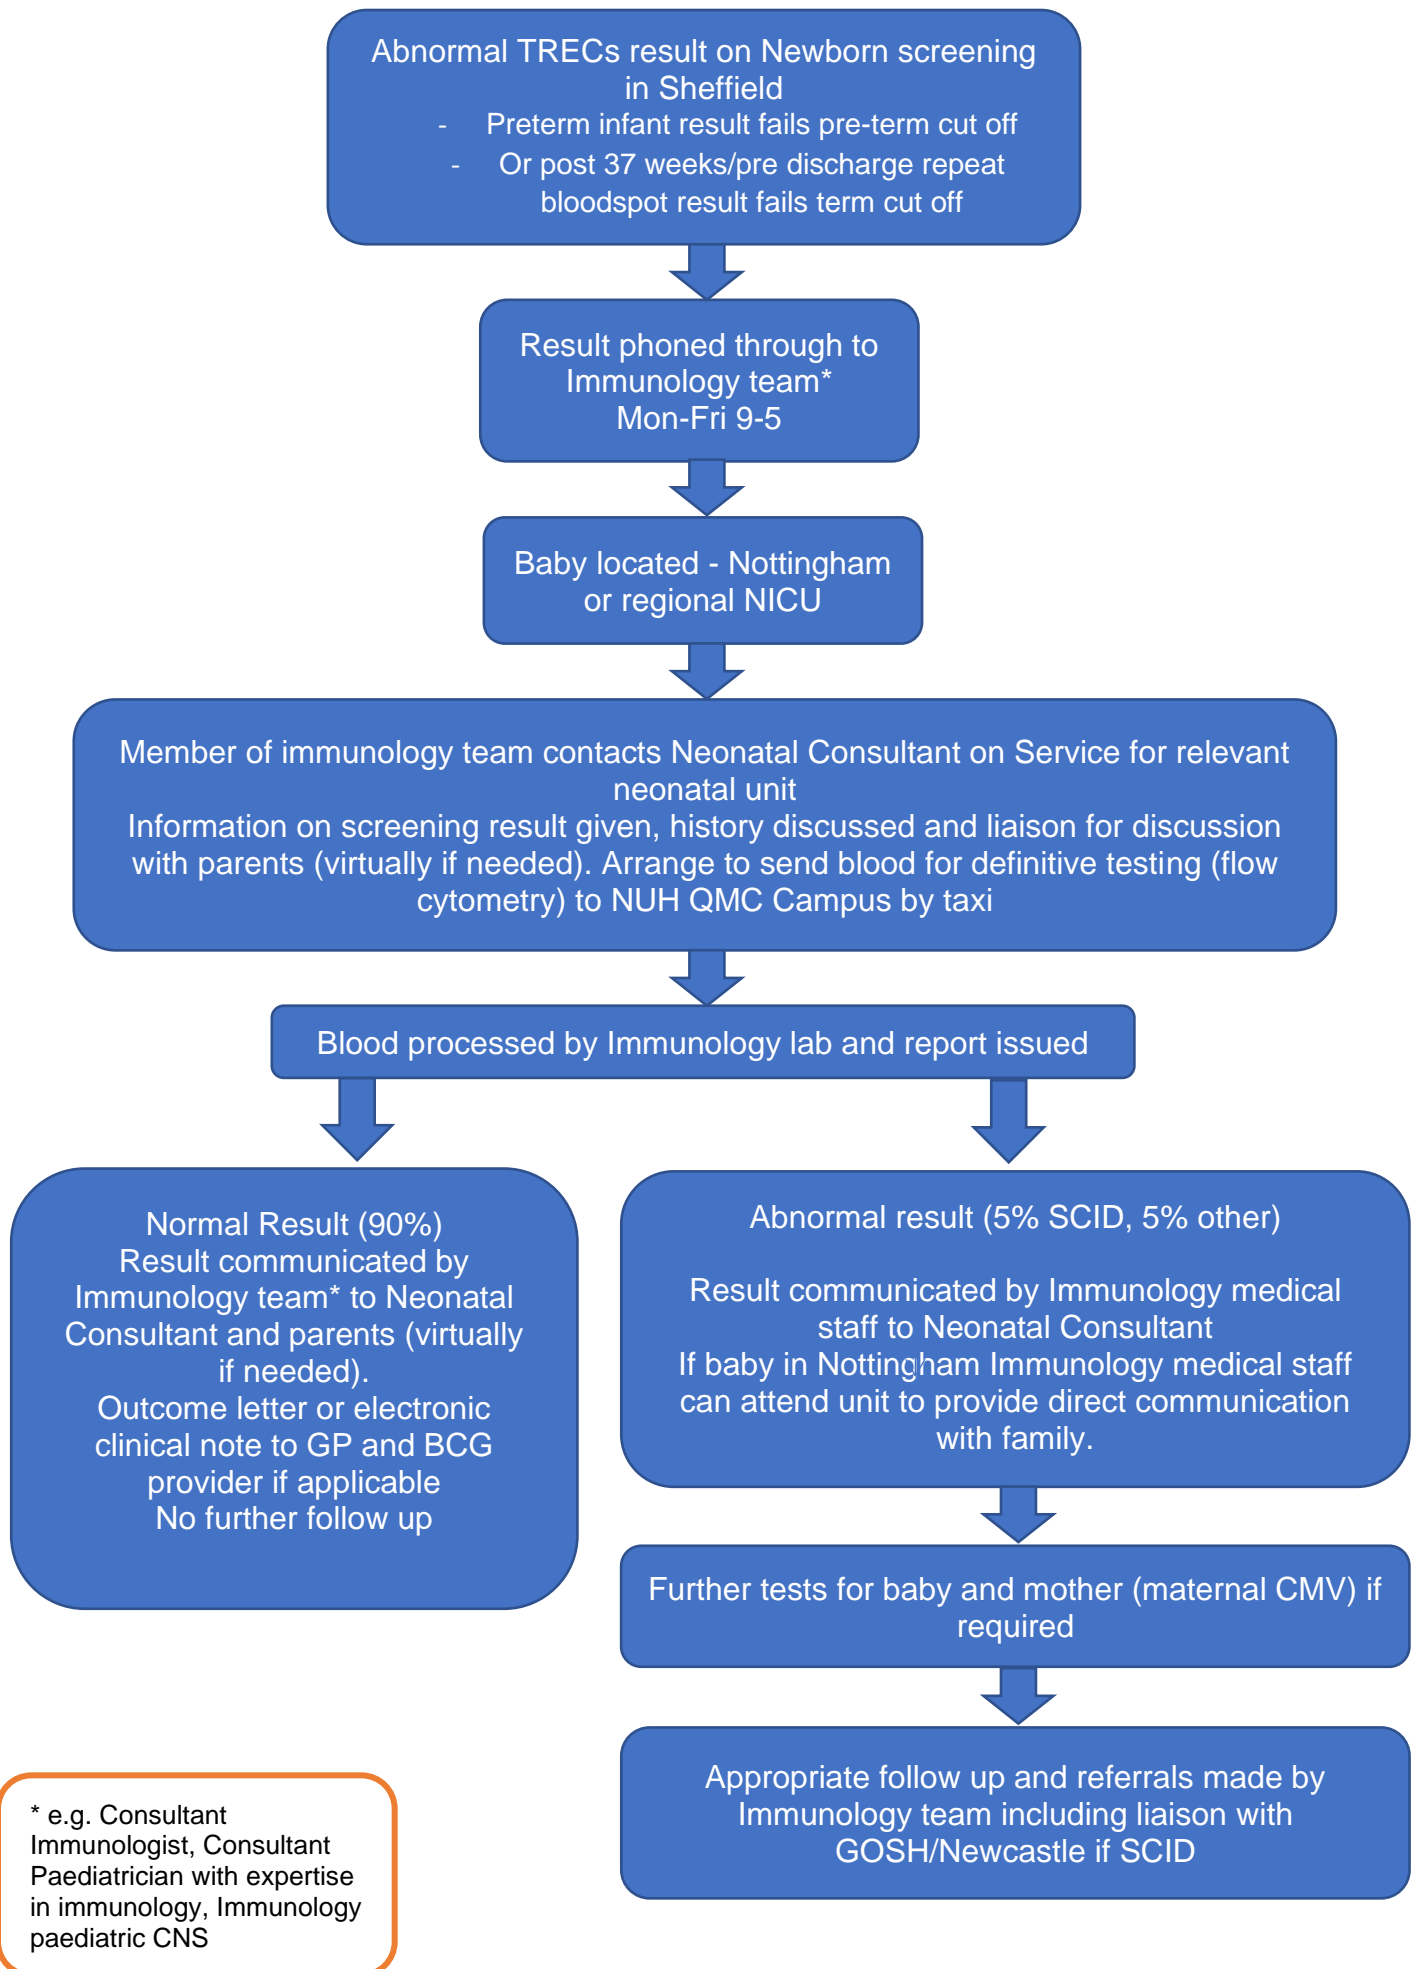 Abnormal TRECs result on Newborn screening
in Sheffield
- Preterm infant result fails pre-term cut off
- Or post 37 weeks/pre discharge repeat
bloodspot result fails term cut off
Result phoned through to
Immunology team*
Mon-Fri 9-5
Baby located - Nottingham
or regional NICU
Member of immunology team contacts Neonatal Consultant on Service for relevant
neonatal unit
Information on screening result given, history discussed and liaison for discussion
with parents (virtually if needed). Arrange to send blood for definitive testing (flow
cytometry) to NUH QMC Campus by taxi
Blood processed by Immunology lab and report issued
Normal Result (90%)
Result communicated by
Immunology team* to Neonatal
Consultant and parents (virtually
if needed).
Outcome letter or electronic
clinical note to GP and BCG
provider if applicable
No further follow up
Abnormal result (5% SCID, 5% other)
Result communicated by Immunology medical
staff to Neonatal Consultant
If baby in Nottingham Immunology medical staff
can attend unit to provide direct communication
with family.
Further tests for baby and mother (maternal CMV) if
required
Appropriate follow up and referrals made by
Immunology team including liaison with
GOSH/Newcastle if SCID
* e.g. Consultant
Immunologist, Consultant
Paediatrician with expertise
in immunology, Immunology
paediatric CNS